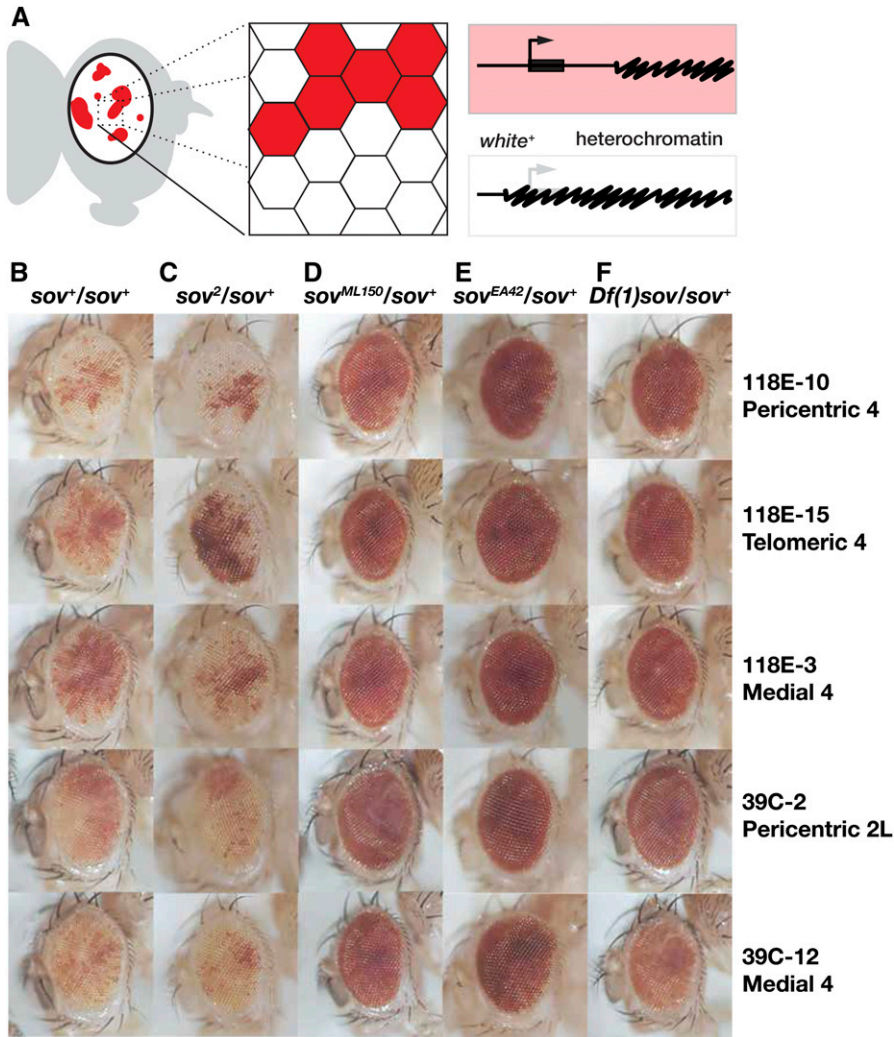 A
white⁺ heterochromatin
B C D E F
sov⁺/sov⁺ sov²/sov⁺ sovᴹᴸ¹⁵⁰/sov⁺ sovᴱᴬ⁴²/sov⁺ Df(1)sov/sov⁺
118E-10
Pericentric 4
118E-15
Telomeric 4
118E-3
Medial 4
39C-2
Pericentric 2L
39C-12
Medial 4